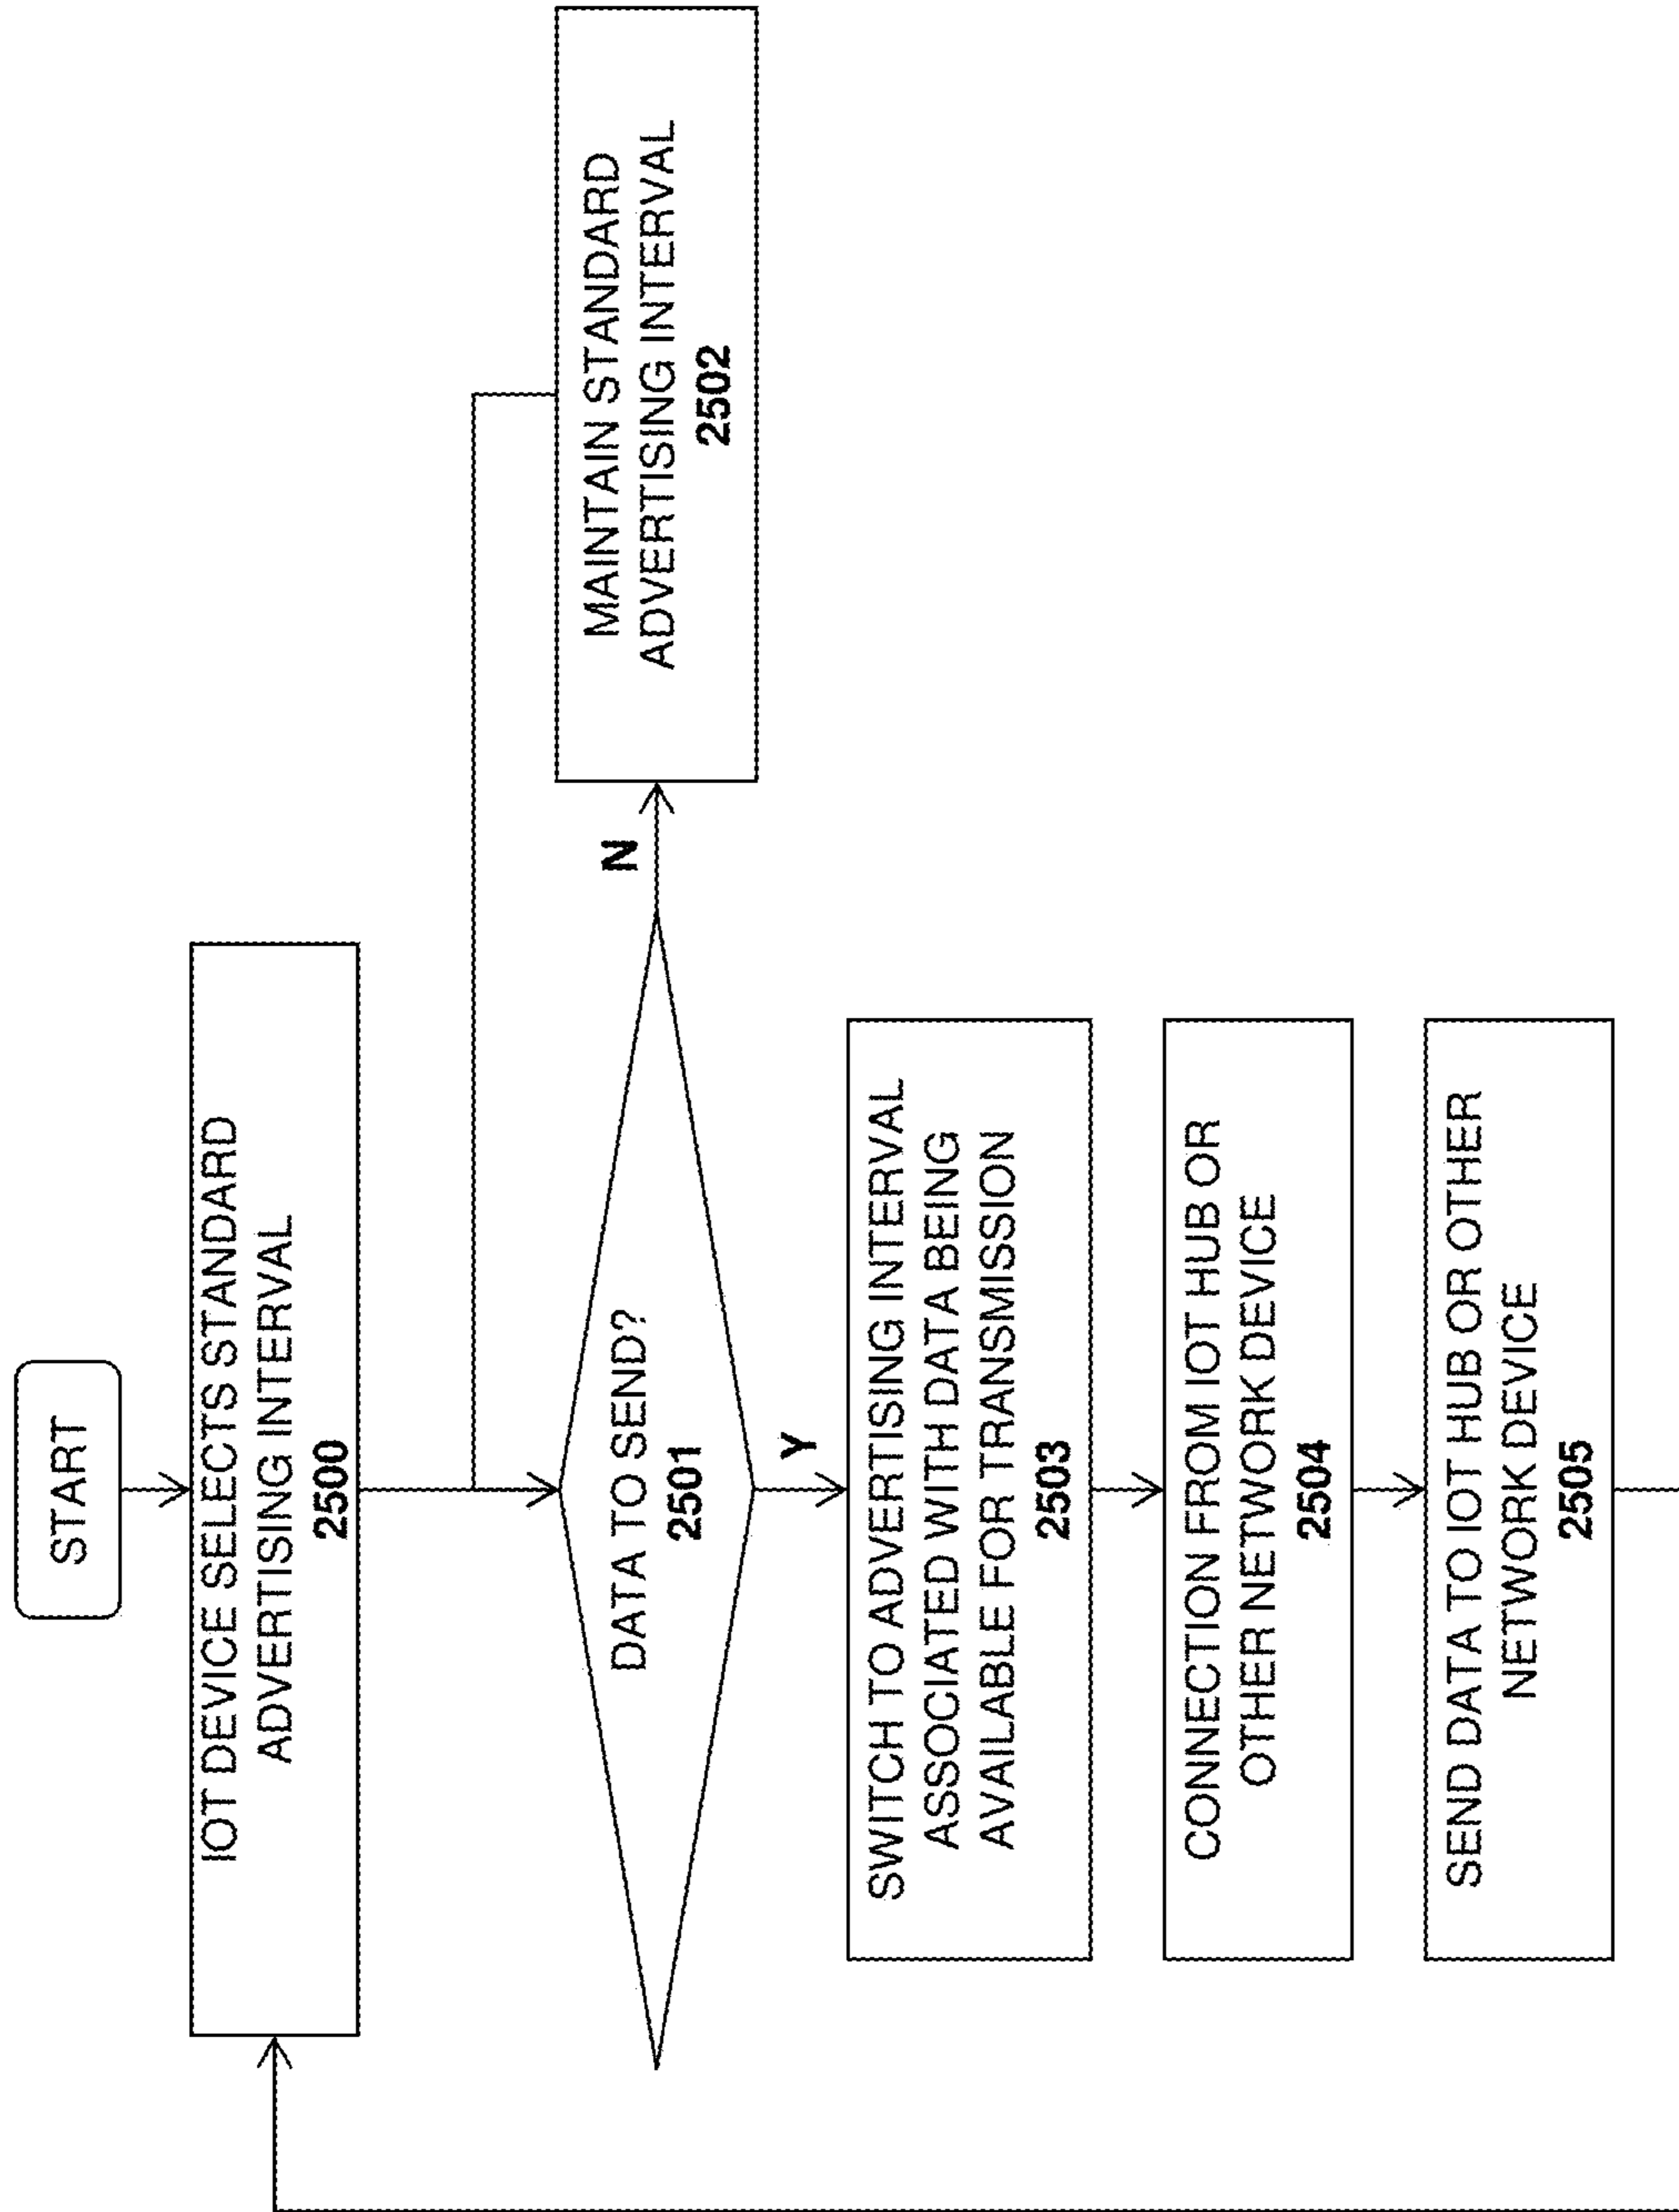 START
IOT DEVICE SELECTS STANDARD
ADVERTISING INTERVAL
2500
DATA TO SEND?
2501
N
MAINTAIN STANDARD
ADVERTISING INTERVAL
2502
Y
SWITCH TO ADVERTISING INTERVAL
ASSOCIATED WITH DATA BEING
AVAILABLE FOR TRANSMISSION
2503
CONNECTION FROM IOT HUB OR
OTHER NETWORK DEVICE
2504
SEND DATA TO IOT HUB OR OTHER
NETWORK DEVICE
2505